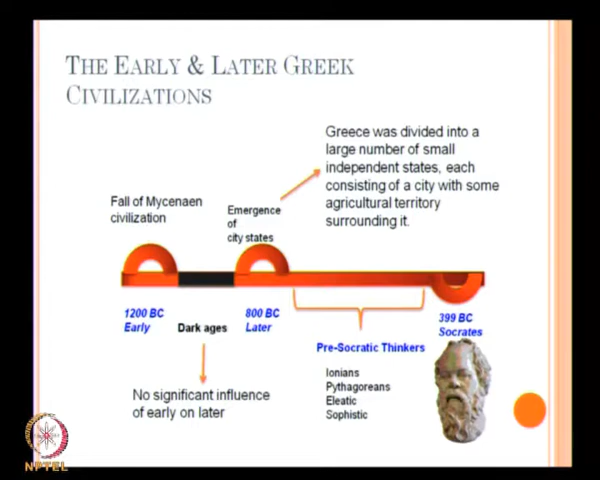 THE EARLY & LATER GREEK
CIVILIZATIONS
Greece was divided into a
large number of small
independent states, each
consisting of a city with some
agricultural territory
surrounding it.
Fall of Mycenaen
civilization
Emergence
of
city states
1200 BC
Early
Dark ages
800 BC
Later
399 BC
Socrates
Pre-Socratic Thinkers
Ionians
Pythagoreans
Eleatic
Sophistic
No significant influence
of early on later
NPTEL